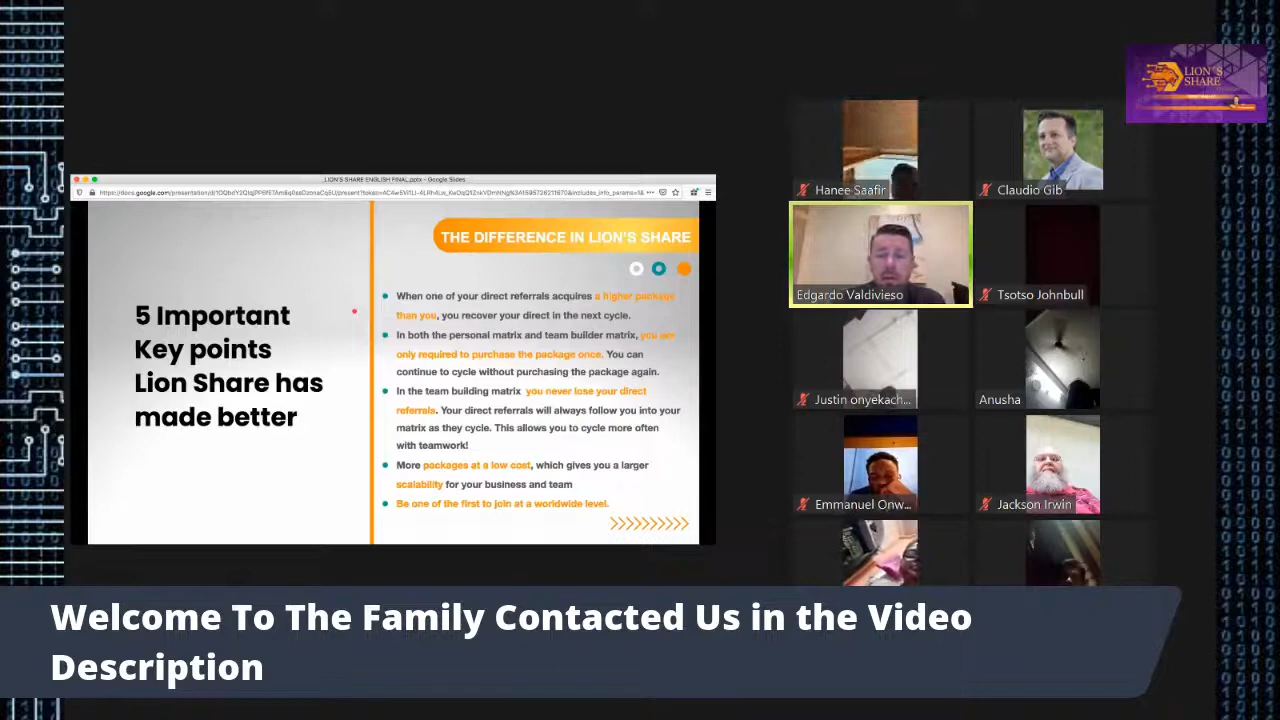 LION'S
SHARE
LION'S-SHARE ENGLISH FINAL.pptx - Google Slides
THE DIFFERENCE IN LION'S SHARE
5 Important
Key points
Lion Share has
made better
When one of your direct referrals acquires a higher package
than you, you recover your direct in the next cycle.
In both the personal matrix and team builder matrix, you are
only required to purchase the package once. You can
continue to cycle without purchasing the package again.
In the team building matrix you never lose your direct
referrals. Your direct referrals will always follow you into your
matrix as they cycle. This allows you to cycle more often
with teamwork!
More packages at a low cost, which gives you a larger
scalability for your business and team
Be one of the first to join at a worldwide level.
Hanee Saafir
Claudio Gib
Edgardo Valdivieso
Tsotso Johnbull
Justin onyekach...
Anusha
Emmanuel Onw...
Jackson Irwin
Welcome To The Family Contacted Us in the Video
Description